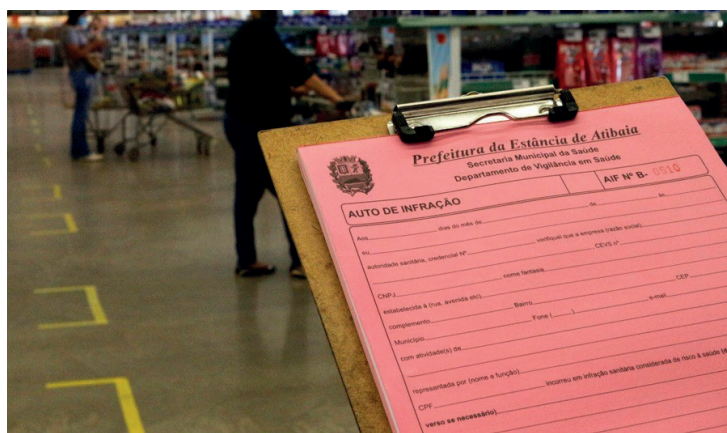 Prefeitura da Estância de Atibaia
Secretaria Municipal da Saúde
Departamento de Vigilância em Saúde
AUTO DE INFRAÇÃO
AIF Nº B- 0910
Aos dias do mês de de às
eu, verifiquei que a empresa (razão social)
autoridade sanitária, credencial Nº CEVS nº
CNPJ nome fantasia
estabelecida à (rua, avenida etc)
complemento Bairro CEP
Município Fone ( ) e-mail
com atividade(s) de
representada por (nome e função)
CPF incorreu em infração sanitária considerada de risco à saúde
verso se necessário)